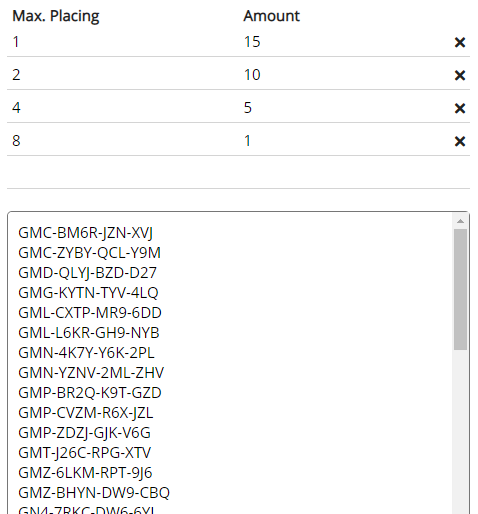 Max. Placing Amount
1 15 ×
2 10 ×
4 5 ×
8 1 ×
GMC-BM6R-JZN-XVJ
GMC-ZYBY-QCL-Y9M
GMD-QLYJ-BZD-D27
GMG-KYTN-TYV-4LQ
GML-CXTP-MR9-6DD
GML-L6KR-GH9-NYB
GMN-4K7Y-Y6K-2PL
GMN-YZNV-2ML-ZHV
GMP-BR2Q-K9T-GZD
GMP-CVZM-R6X-JZL
GMP-ZDZJ-GJK-V6G
GMT-J26C-RPG-XTV
GMZ-6LKM-RPT-9J6
GMZ-BHYN-DW9-CBQ